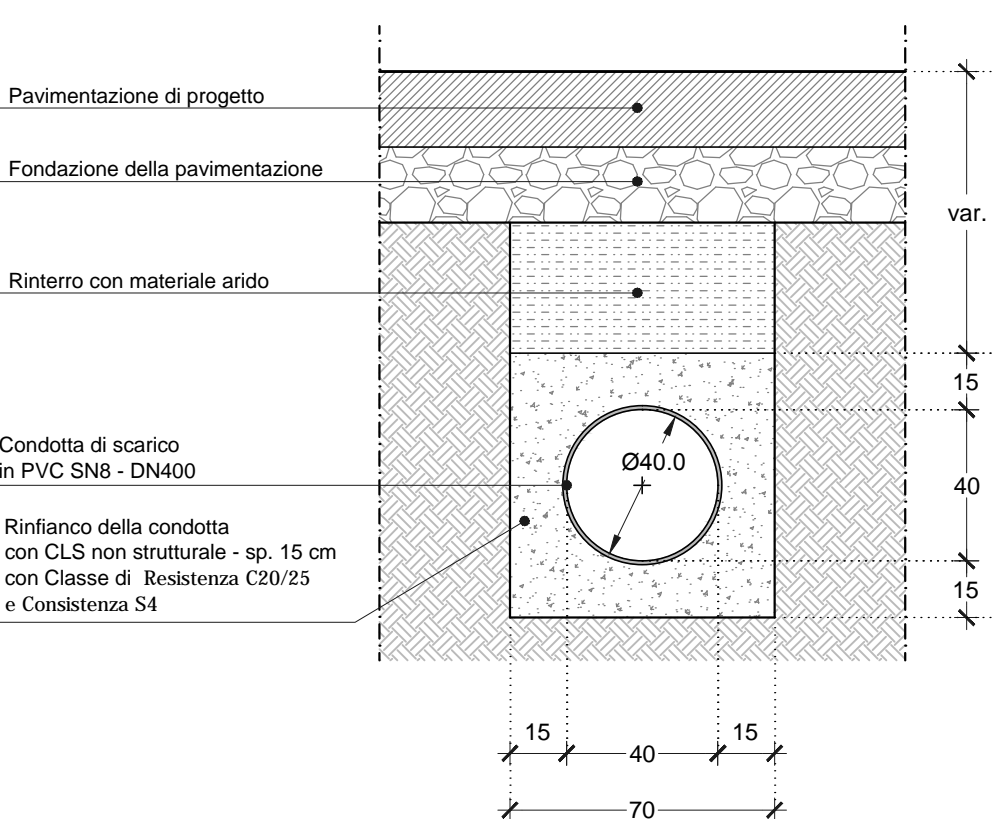 Pavimentazione di progetto
Fondazione della pavimentazione
var.
Rinterro con materiale arido
15
Condotta di scarico
in PVC SN8 - DN400
Ø40.0
40
Rinfianco della condotta
con CLS non strutturale - sp. 15 cm
con Classe di Resistenza C20/25
e Consistenza S4
15
15
40
15
70